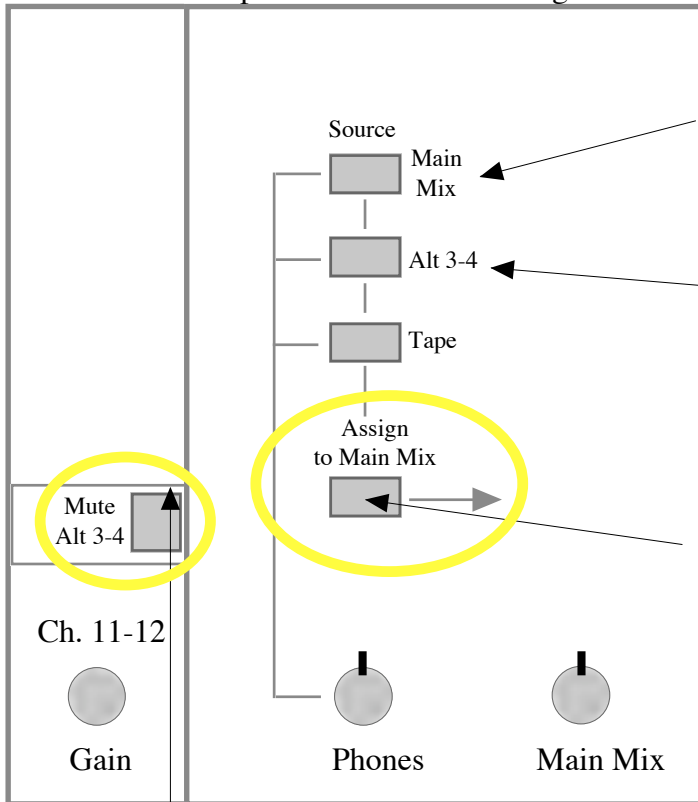 Source
Main
Mix
Alt 3-4
Tape
Assign
to Main Mix
Mute
Alt 3-4
Ch. 11-12
Gain
Phones
Main Mix